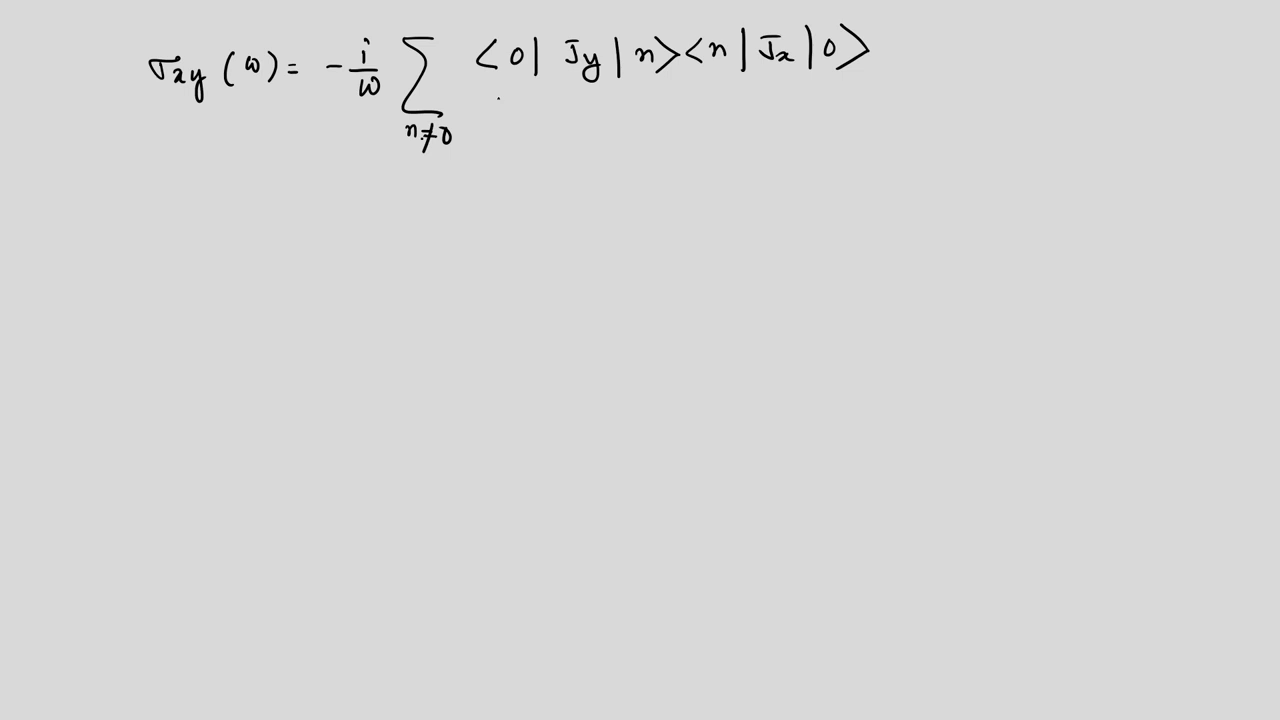 σxy (ω) = - i/ω ∑ n≠0 <0| Jy |n><n| Jx |0>